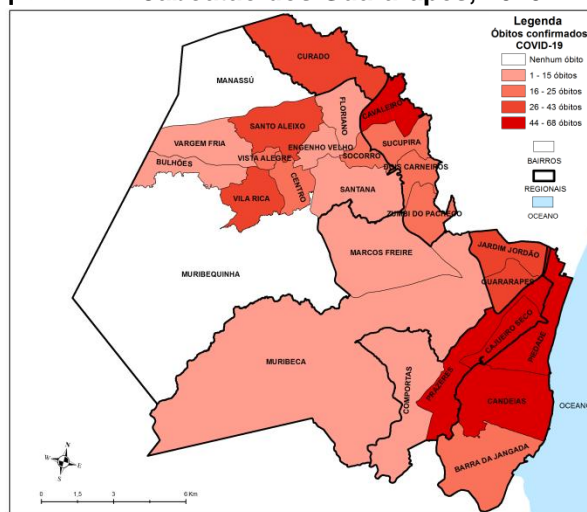 Legenda
Óbitos confirmados
COVID-19
Nenhum óbito
1 - 15 óbitos
16 - 25 óbitos
26 - 43 óbitos
44 - 68 óbitos
BAIRROS
REGIONAIS
OCEANO
CURADO
MANASSÚ
FLORIANO
CAVALEIRO
SANTO ALEIXO
VARGEM FRIA
ENGENHO VELHO
SUCUPIRA
BULHÕES
VISTA ALEGRE
SOCORRO
DOIS CARNEIROS
VILA RICA
CENTRO
SANTANA
ZUMBI DO PACHECO
MARCOS FREIRE
JARDIM JORDÃO
MURIBEQUINHA
GUARARAPES
CAJUEIRO SECO
PIEDADE
MURIBECA
COMPORTAS
PRAZERES
CANDEIAS
OCEANO
BARRA DA JANGADA
N
W
E
S
0 1,5 3 6 Km